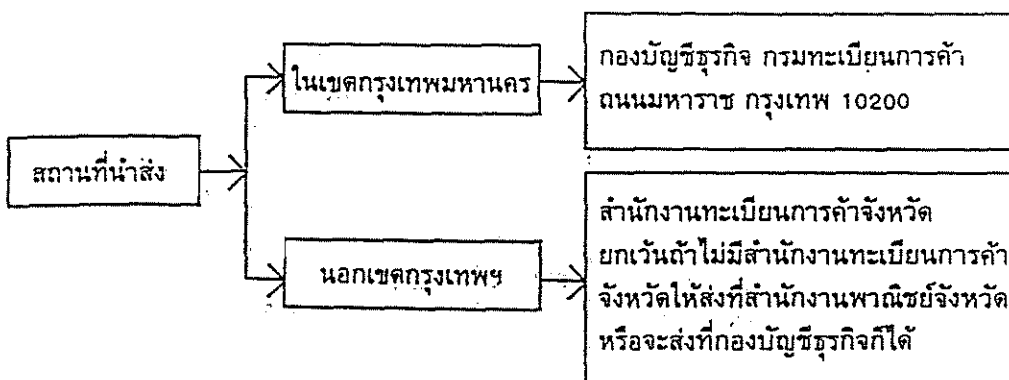 สถานที่นำส่ง
ในเขตกรุงเทพมหานคร
กองบัญชีธุรกิจ กรมทะเบียนการค้า
ถนนมหาราช กรุงเทพ 10200
นอกเขตกรุงเทพฯ
สำนักงานทะเบียนการค้าจังหวัด
ยกเว้นถ้าไม่มีสำนักงานทะเบียนการค้า
จังหวัดให้ส่งที่สำนักงานพาณิชย์จังหวัด
หรือจะส่งที่กองบัญชีธุรกิจก็ได้